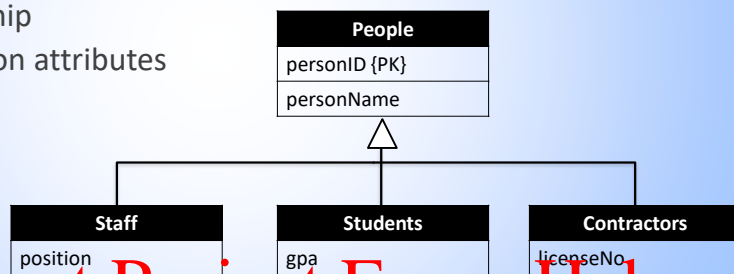 hip
on attributes
People
personID {PK}
personName
Staff
Students
Contractors
position
gpa
licenseNo